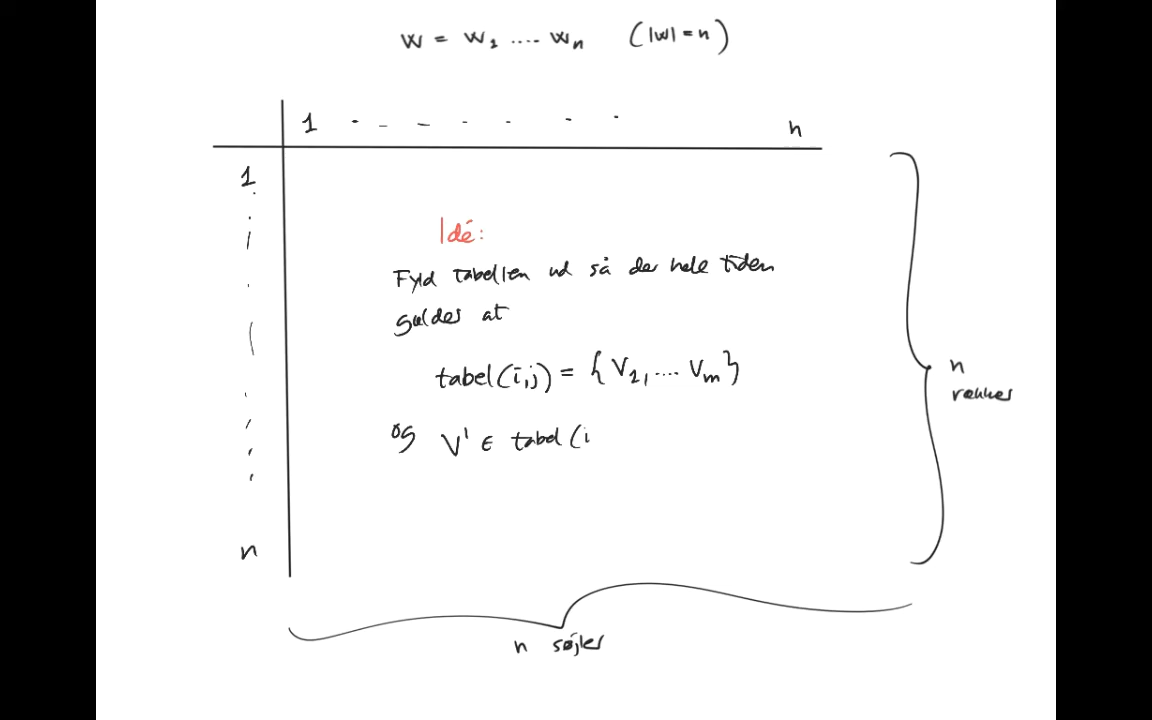 w = w₁ .... wₙ (|w| = n)
1 . - - . . . . n
1
n
Idé:
Fyld tabellen ud så der hele tiden
gælder at
tabel(i,j) = { V₁, .... Vₘ }
og V' ∈ tabel (i
n
rækker
n søjler